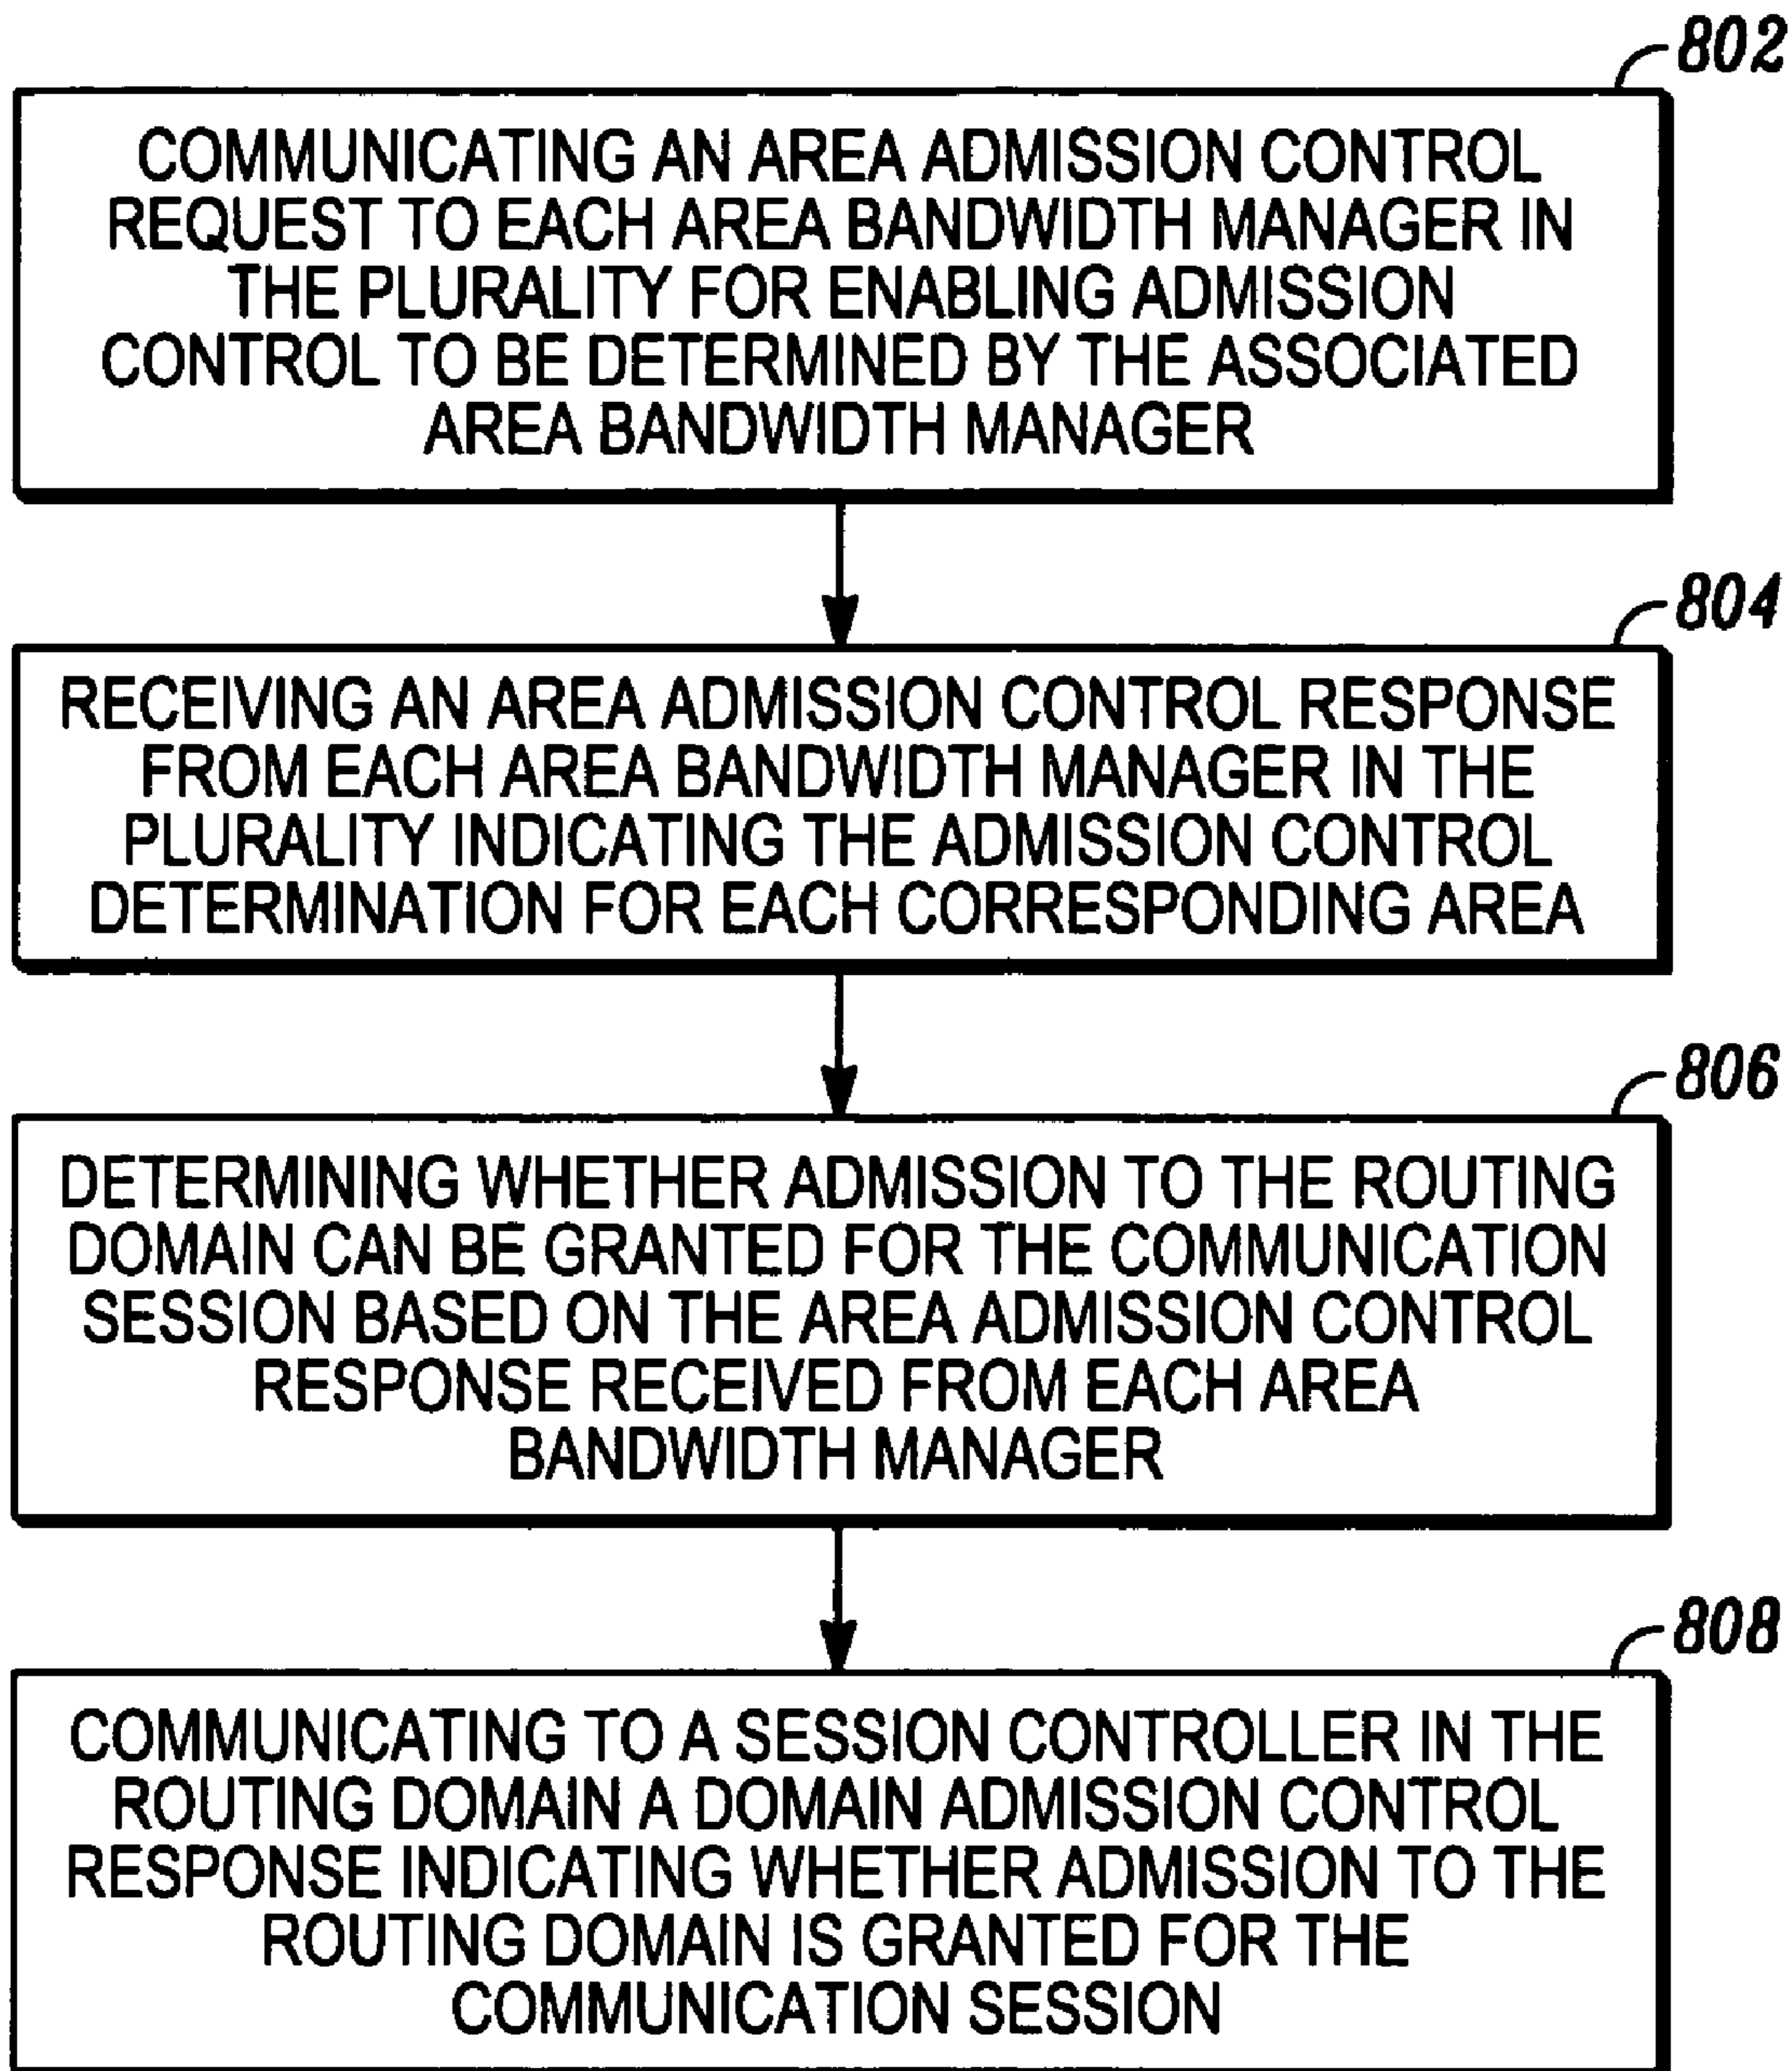 802
COMMUNICATING AN AREA ADMISSION CONTROL
REQUEST TO EACH AREA BANDWIDTH MANAGER IN
THE PLURALITY FOR ENABLING ADMISSION
CONTROL TO BE DETERMINED BY THE ASSOCIATED
AREA BANDWIDTH MANAGER
804
RECEIVING AN AREA ADMISSION CONTROL RESPONSE
FROM EACH AREA BANDWIDTH MANAGER IN THE
PLURALITY INDICATING THE ADMISSION CONTROL
DETERMINATION FOR EACH CORRESPONDING AREA
806
DETERMINING WHETHER ADMISSION TO THE ROUTING
DOMAIN CAN BE GRANTED FOR THE COMMUNICATION
SESSION BASED ON THE AREA ADMISSION CONTROL
RESPONSE RECEIVED FROM EACH AREA
BANDWIDTH MANAGER
808
COMMUNICATING TO A SESSION CONTROLLER IN THE
ROUTING DOMAIN A DOMAIN ADMISSION CONTROL
RESPONSE INDICATING WHETHER ADMISSION TO THE
ROUTING DOMAIN IS GRANTED FOR THE
COMMUNICATION SESSION